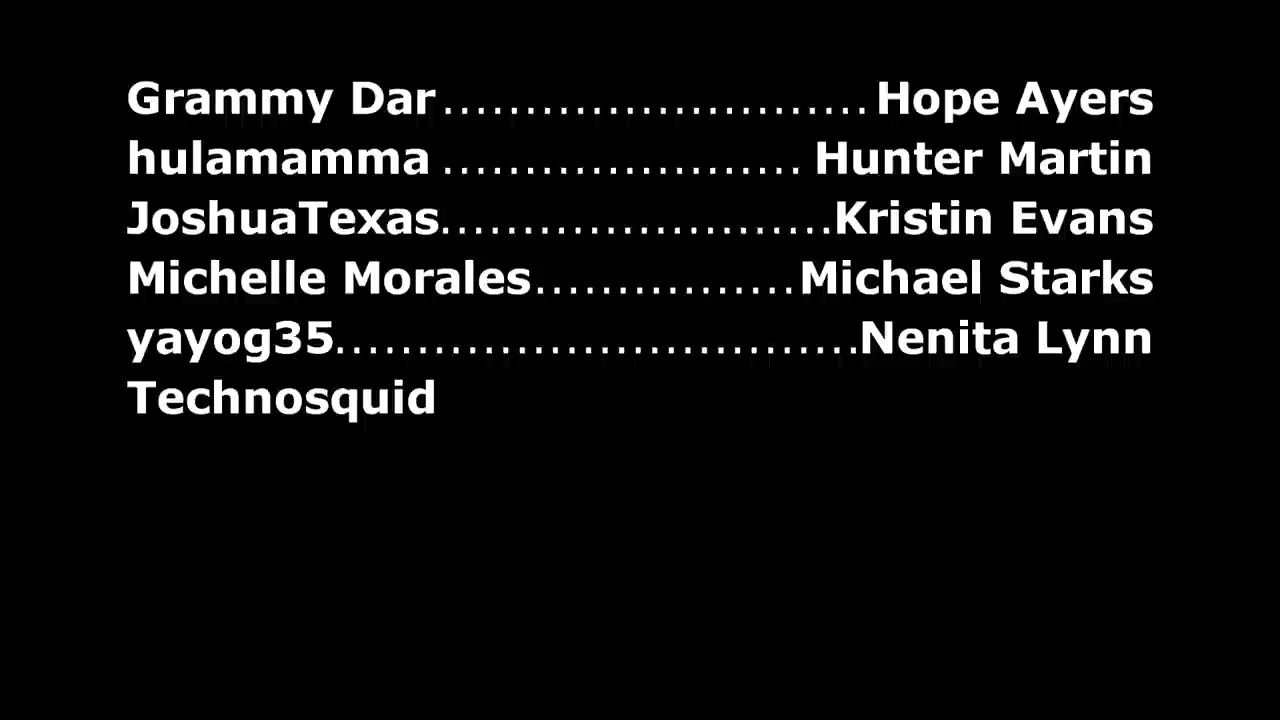 Grammy Dar..........................Hope Ayers
hulamamma ...................... Hunter Martin
JoshuaTexas........................Kristin Evans
Michelle Morales................Michael Starks
yayog35................................Nenita Lynn
Technosquid